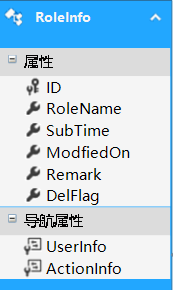 RoleInfo
属性
ID
RoleName
SubTime
ModfiedOn
Remark
DelFlag
导航属性
UserInfo
ActionInfo